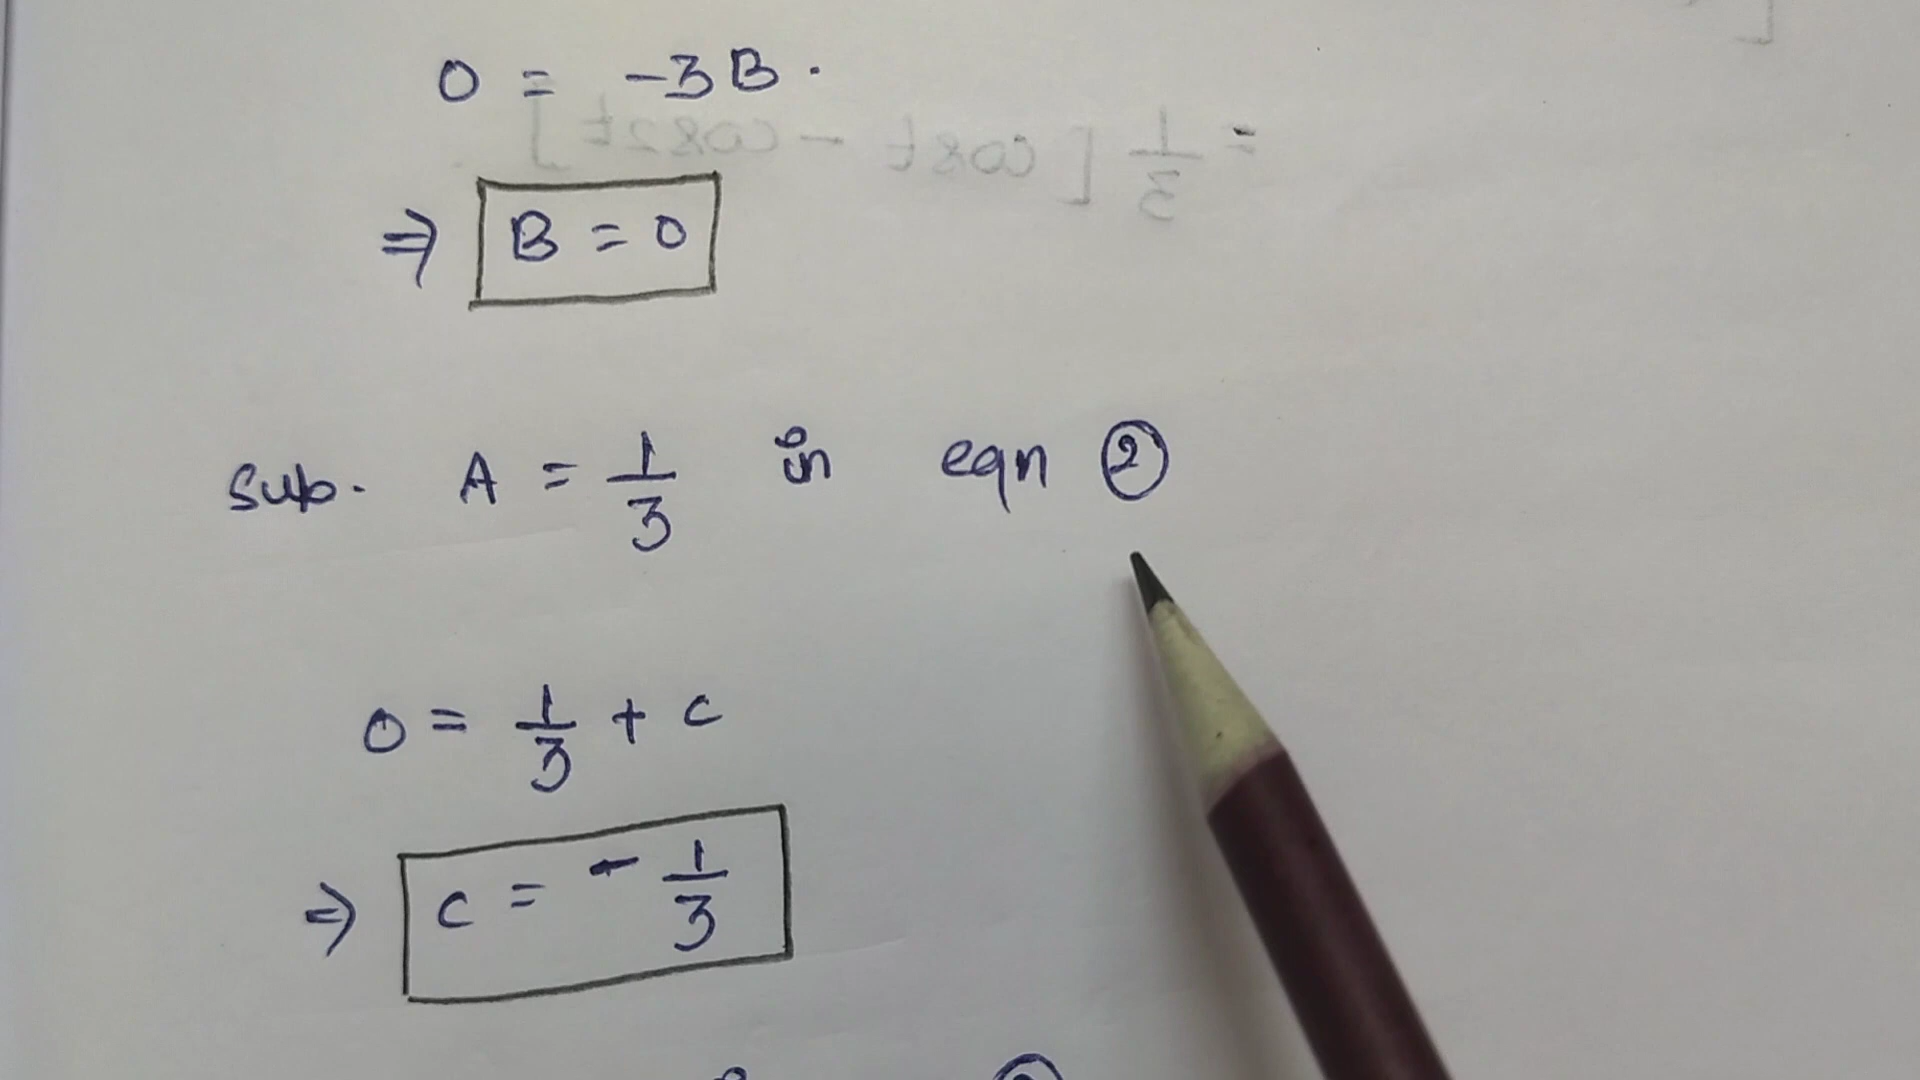 0 = -3B.
⇒ B = 0
Sub. A = 1/3 in eqn ②
0 = 1/3 + c
⇒ c = - 1/3